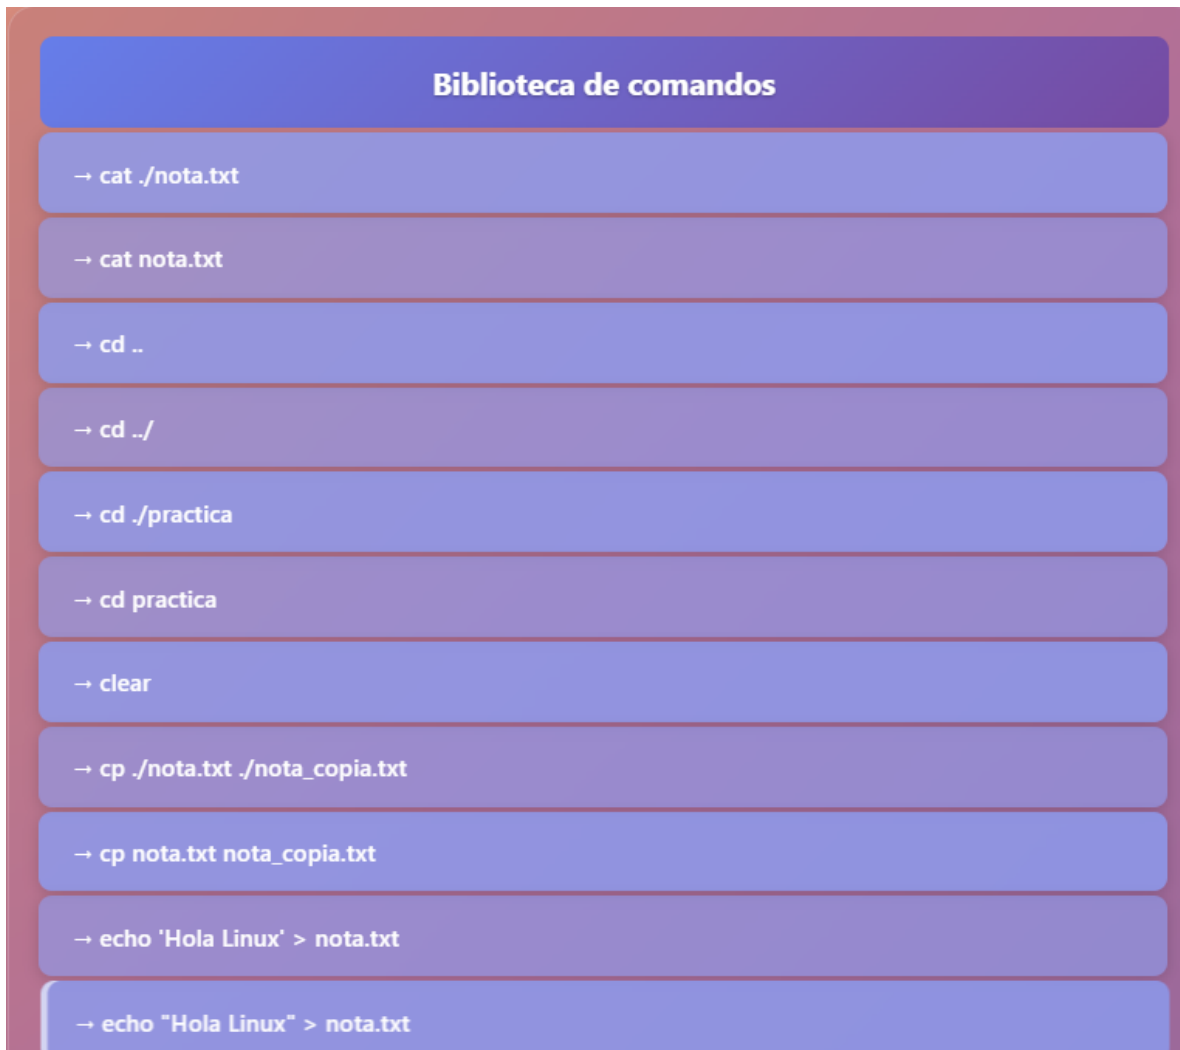 Biblioteca de comandos
→ cat ./nota.txt
→ cat nota.txt
→ cd ..
→ cd ../
→ cd ./practica
→ cd practica
→ clear
→ cp ./nota.txt ./nota_copia.txt
→ cp nota.txt nota_copia.txt
→ echo 'Hola Linux' > nota.txt
→ echo "Hola Linux" > nota.txt